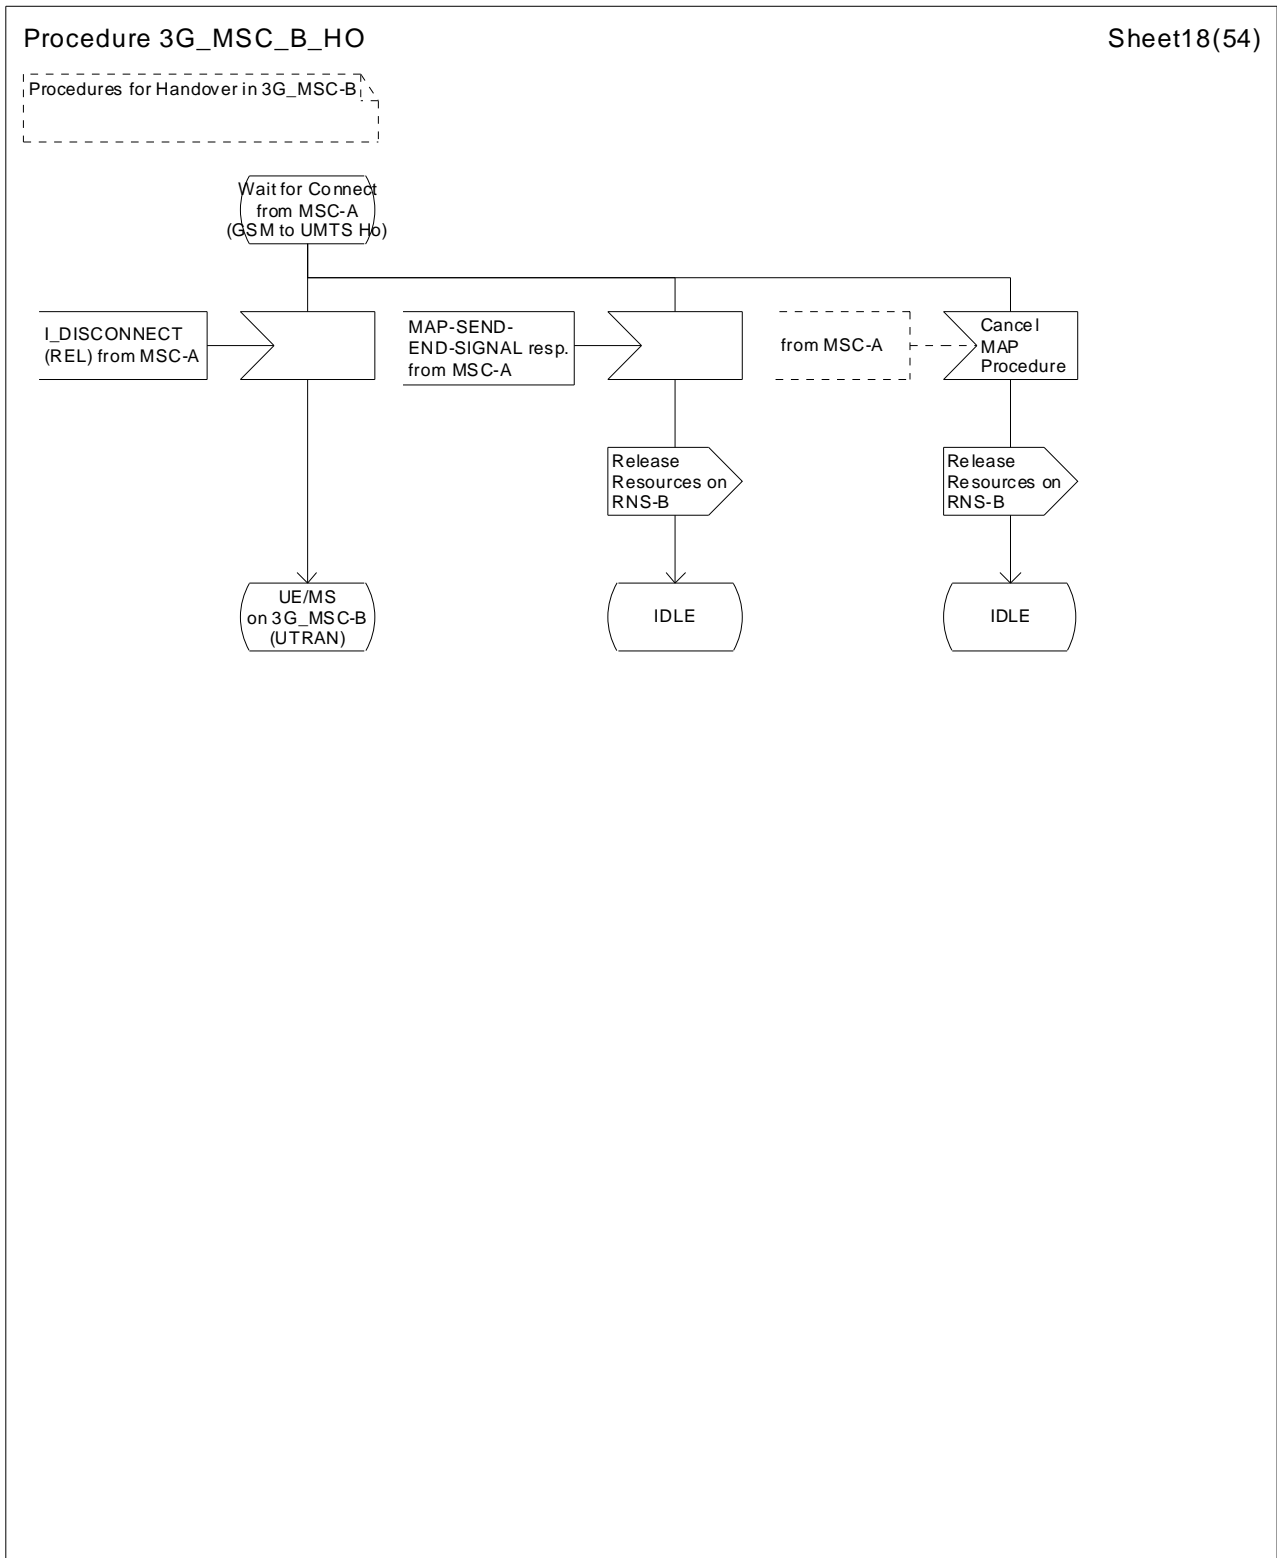 Procedure 3G_MSC_B_HO
Sheet18(54)
Procedures for Handover in 3G_MSC-B
Wait for Connect
from MSC-A
(GSM to UMTS Ho)
I_DISCONNECT
(REL) from MSC-A
MAP-SEND-
END-SIGNAL resp.
from MSC-A
from MSC-A
Cancel
MAP
Procedure
Release
Resources on
RNS-B
Release
Resources on
RNS-B
UE/MS
on 3G_MSC-B
(UTRAN)
IDLE
IDLE